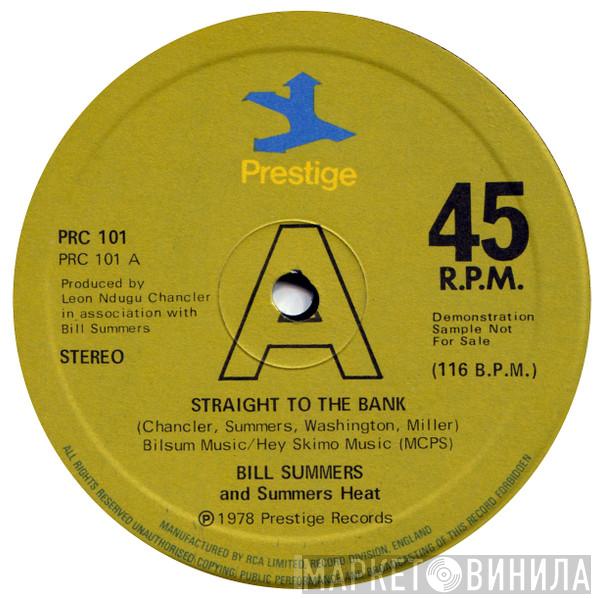 Prestige
45
R.P.M.
PRC 101
PRC 101 A
Produced by
Leon Ndugu Chancler
in association with
Bill Summers
STEREO
A
Demonstration
Sample Not
For Sale
(116 B.P.M.)
STRAIGHT TO THE BANK
(Chancler, Summers, Washington, Miller)
Bilsum Music/Hey Skimo Music (MCPS)
BILL SUMMERS
and Summers Heat
℗ 1978 Prestige Records
MANUFACTURED BY RCA LIMITED, RECORD DIVISION, ENGLAND
ALL RIGHTS RESERVED UNAUTHORISED COPYING, PUBLIC PERFORMANCE AND BROADCASTING OF THIS RECORD FORBIDDEN
МАРКЕТ ВИНИЛА